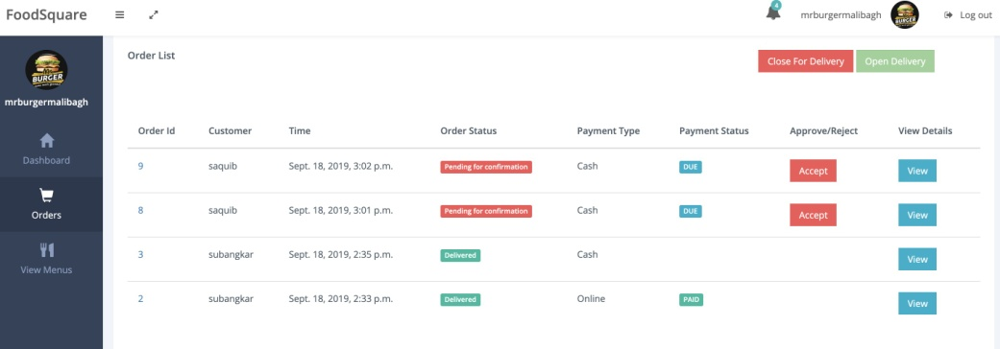 FoodSquare
4
mrburgermalibagh
BURGER
Log out
BURGER
mrburgermalibagh
Dashboard
Orders
View Menus
Order List
Close For Delivery Open Delivery
Order Id Customer Time Order Status Payment Type Payment Status Approve/Reject View Details
9 saquib Sept. 18, 2019, 3:02 p.m. Pending for confirmation Cash DUE Accept View
8 saquib Sept. 18, 2019, 3:01 p.m. Pending for confirmation Cash DUE Accept View
3 subangkar Sept. 18, 2019, 2:35 p.m. Delivered Cash View
2 subangkar Sept. 18, 2019, 2:33 p.m. Delivered Online PAID View